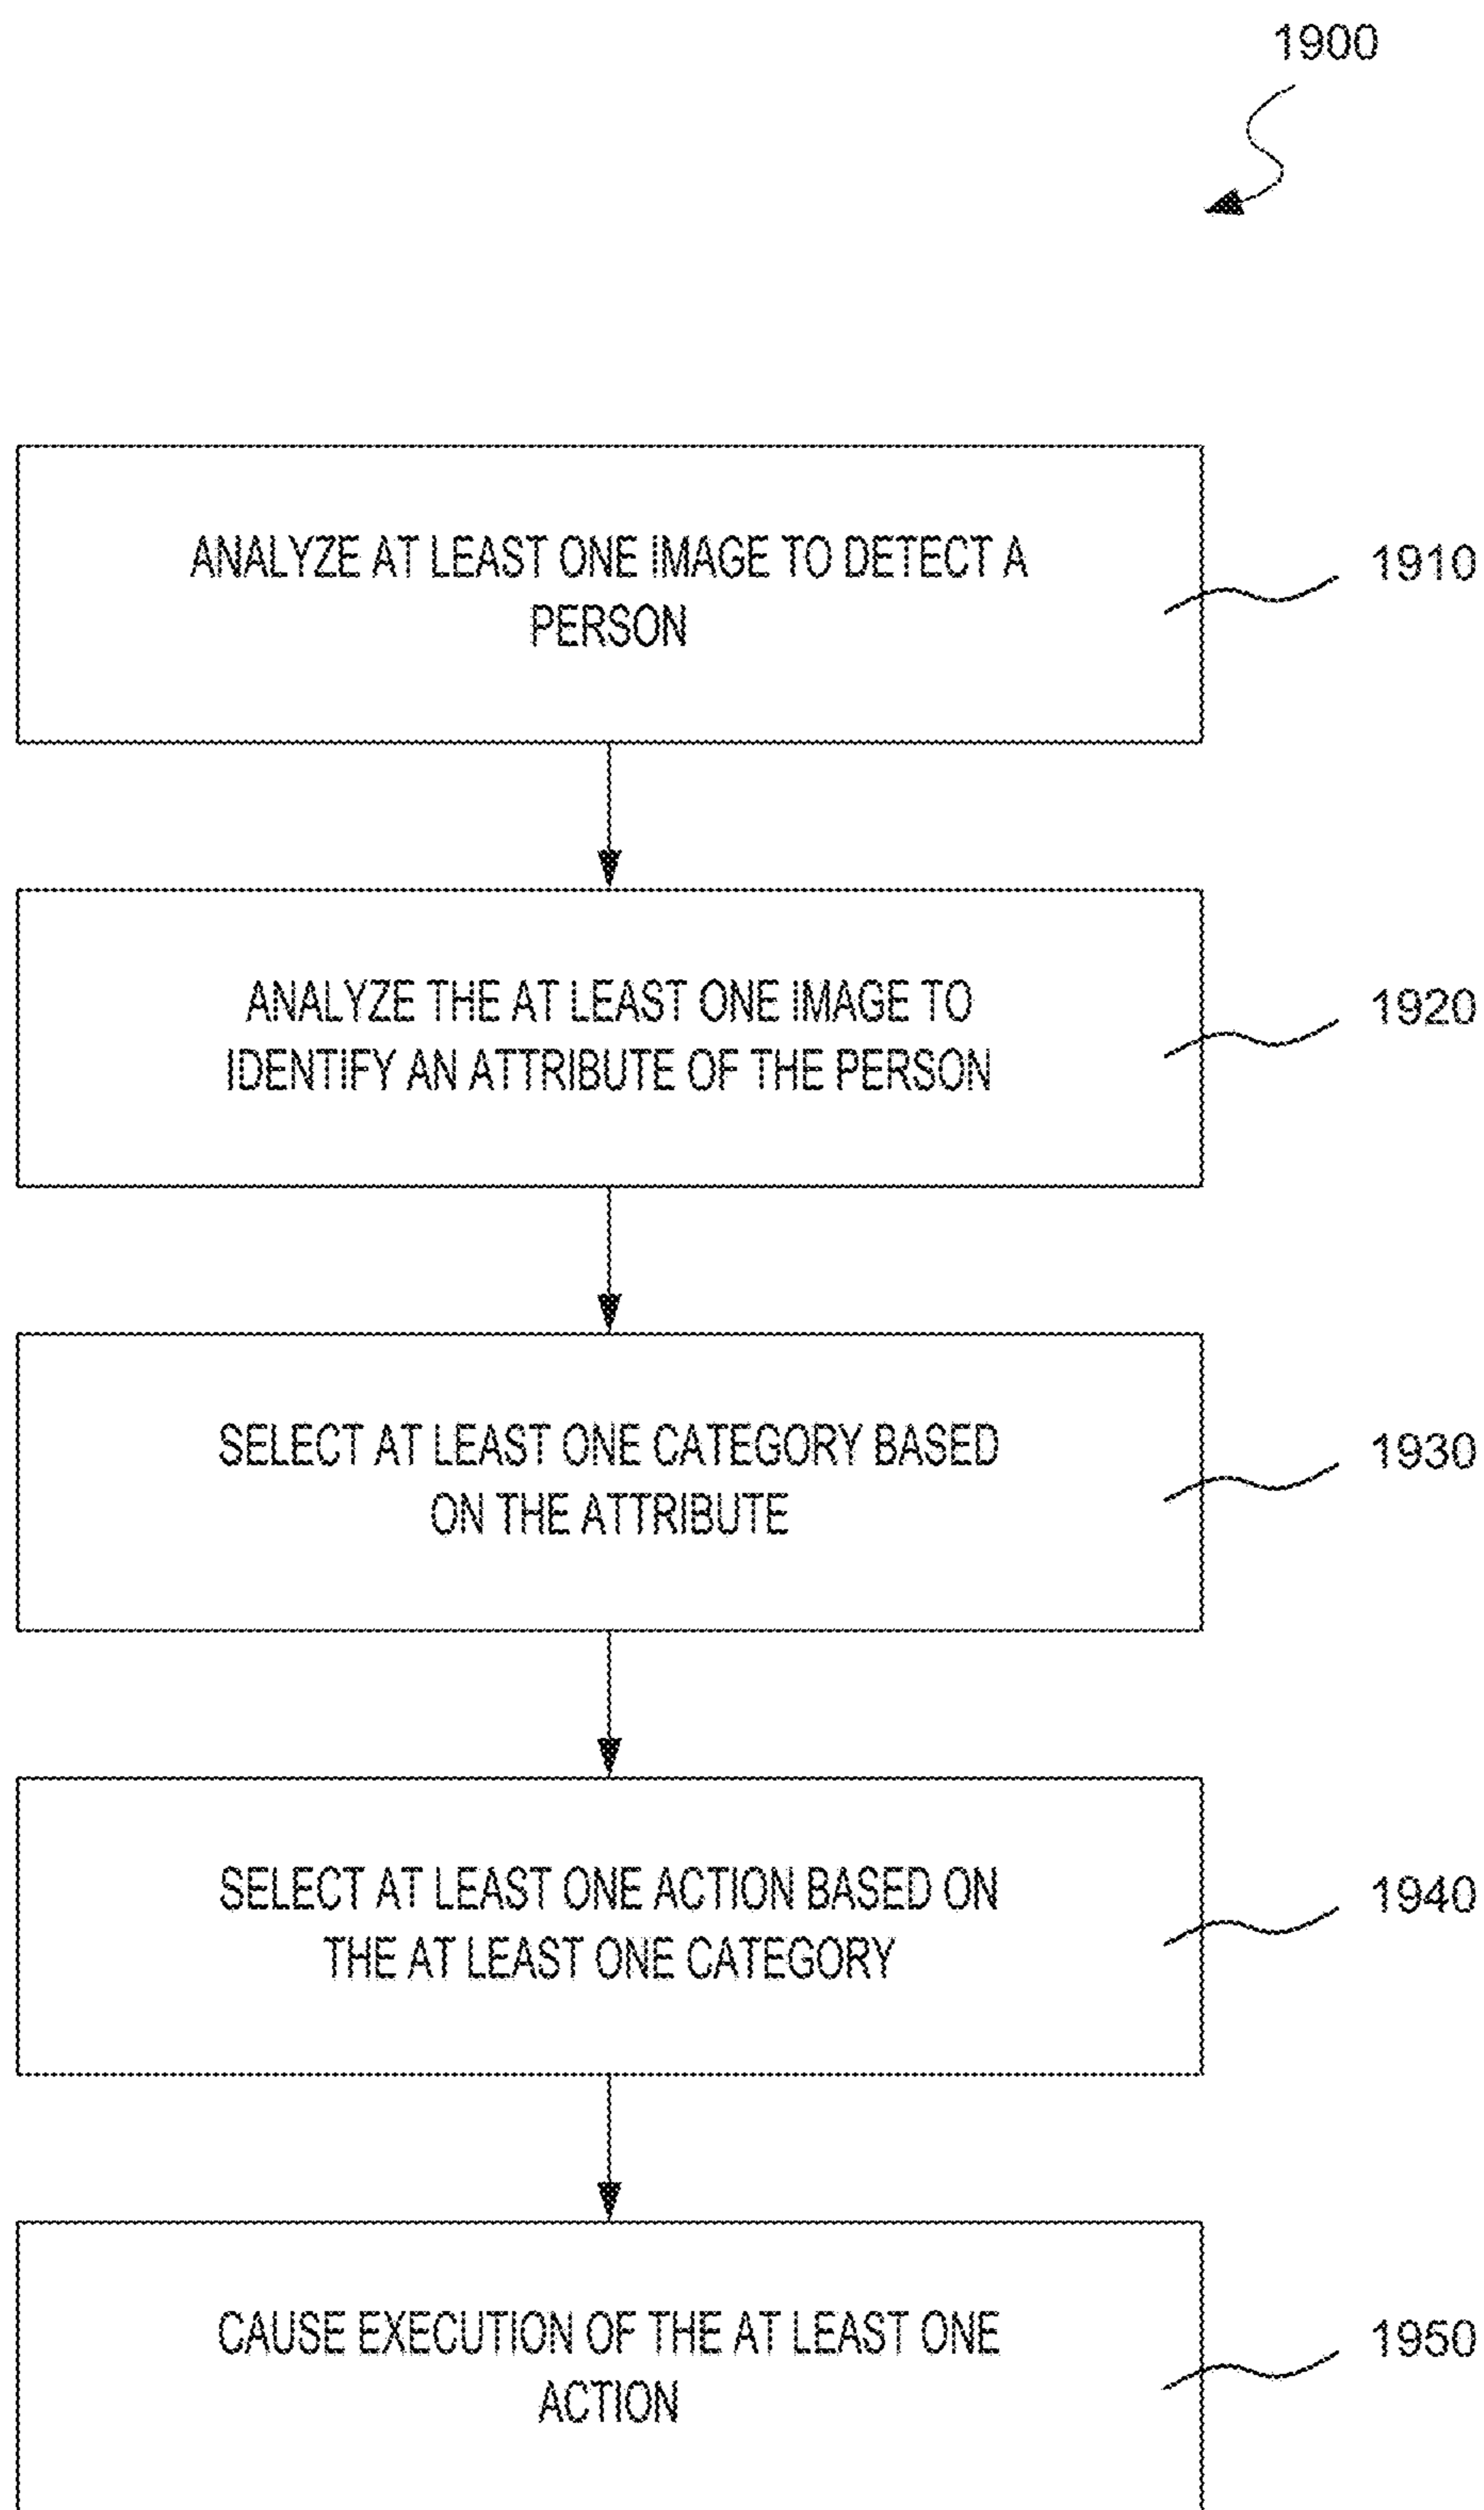 1900
ANALYZE AT LEAST ONE IMAGE TO DETECT A
PERSON
1910
ANALYZE THE AT LEAST ONE IMAGE TO
IDENTIFY AN ATTRIBUTE OF THE PERSON
1920
SELECT AT LEAST ONE CATEGORY BASED
ON THE ATTRIBUTE
1930
SELECT AT LEAST ONE ACTION BASED ON
THE AT LEAST ONE CATEGORY
1940
CAUSE EXECUTION OF THE AT LEAST ONE
ACTION
1950